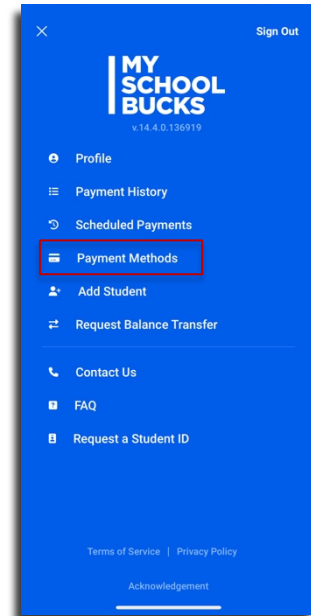 Sign Out
MY
SCHOOL
BUCKS
v.14.4.0.136919
Profile
Payment History
Scheduled Payments
Payment Methods
Add Student
Request Balance Transfer
Contact Us
FAQ
Request a Student ID
Terms of Service | Privacy Policy
Acknowledgement